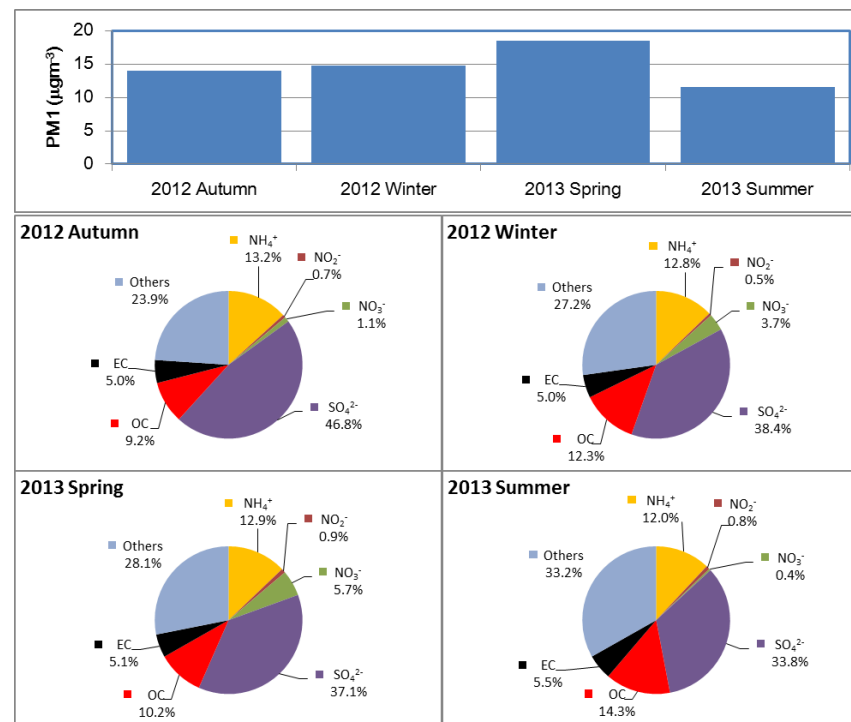 PM1 (µgm⁻³)
20
15
10
5
0
2012 Autumn
2012 Winter
2013 Spring
2013 Summer
2012 Autumn
NH₄⁺
13.2%
NO₂⁻
0.7%
NO₃⁻
1.1%
SO₄²⁻
46.8%
OC
9.2%
EC
5.0%
Others
23.9%
2012 Winter
NH₄⁺
12.8%
NO₂⁻
0.5%
NO₃⁻
3.7%
SO₄²⁻
38.4%
OC
12.3%
EC
5.0%
Others
27.2%
2013 Spring
NH₄⁺
12.9%
NO₂⁻
0.9%
NO₃⁻
5.7%
SO₄²⁻
37.1%
OC
10.2%
EC
5.1%
Others
28.1%
2013 Summer
NH₄⁺
12.0%
NO₂⁻
0.8%
NO₃⁻
0.4%
SO₄²⁻
33.8%
OC
14.3%
EC
5.5%
Others
33.2%